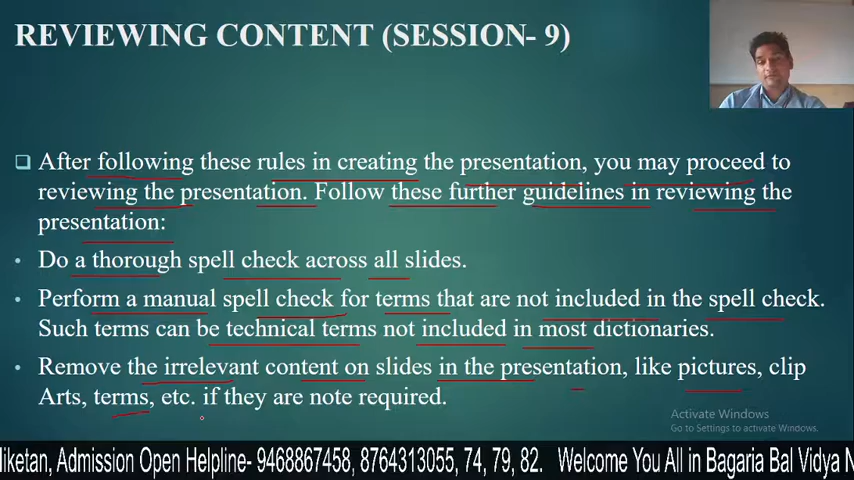 REVIEWING CONTENT (SESSION- 9)
After following these rules in creating the presentation, you may proceed to
reviewing the presentation. Follow these further guidelines in reviewing the
presentation:
Do a thorough spell check across all slides.
Perform a manual spell check for terms that are not included in the spell check.
Such terms can be technical terms not included in most dictionaries.
Remove the irrelevant content on slides in the presentation, like pictures, clip
Arts, terms, etc. if they are note required.
Activate Windows
Go to Settings to activate Windows.
liketan, Admission Open Helpline- 9468867458, 8764313055, 74, 79, 82. Welcome You All in Bagaria Bal Vidya N